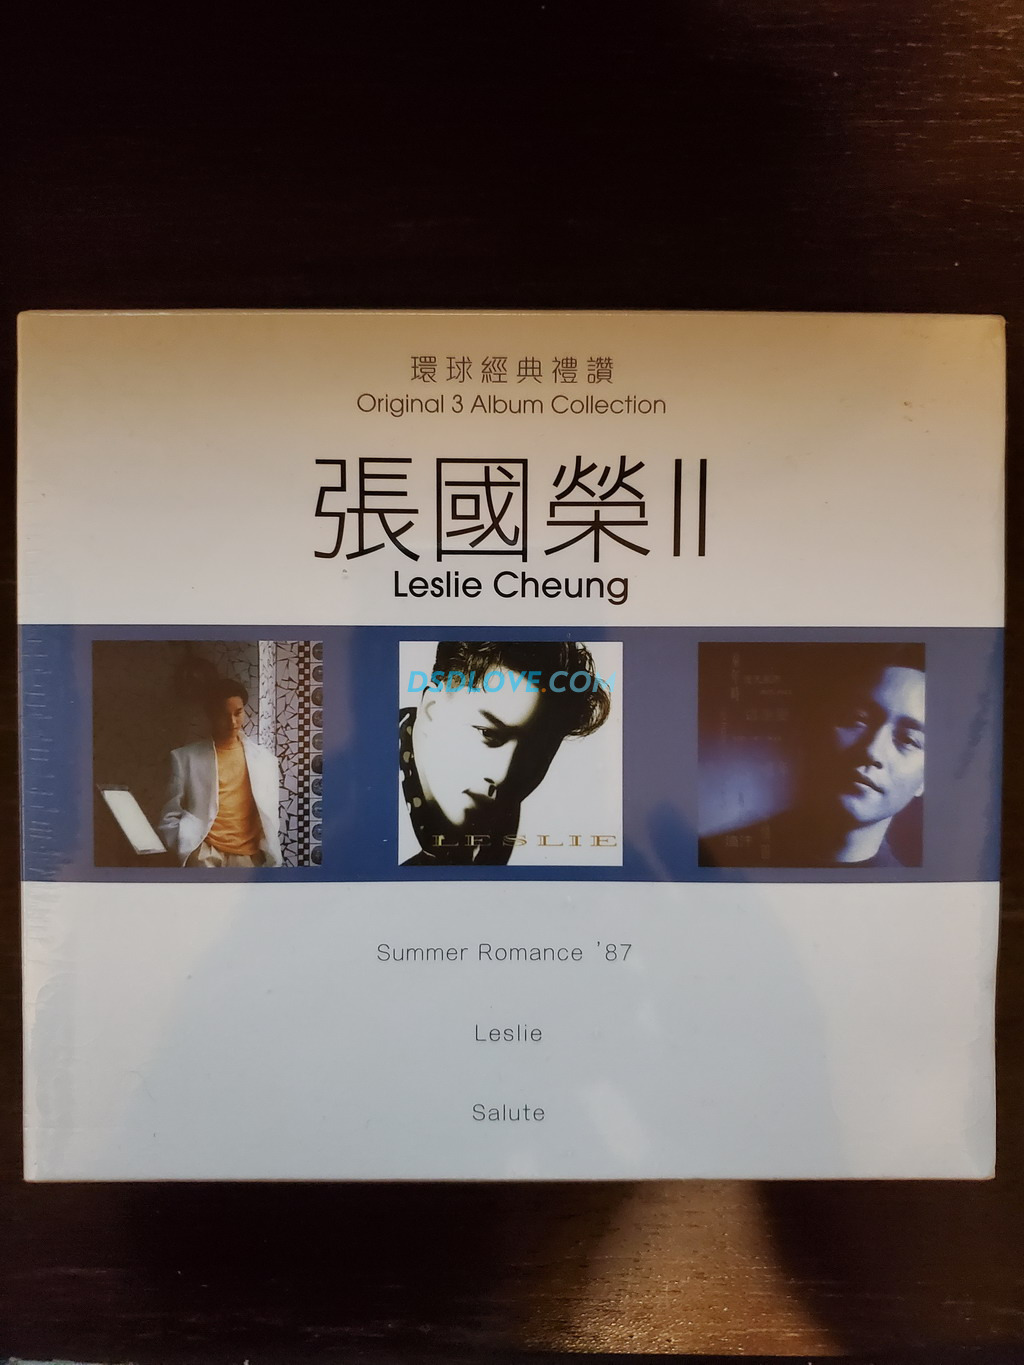 環球經典禮讚
Original 3 Album Collection
張國榮II
Leslie Cheung
DSDLOVE.COM
LESLIE
Summer Romance ’87
Leslie
Salute